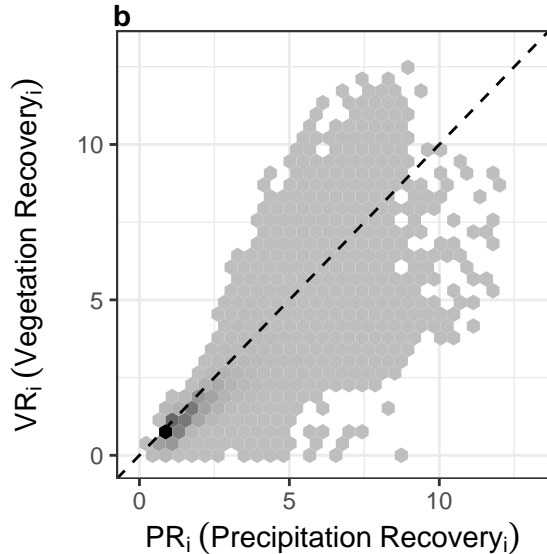 b
VRᵢ (Vegetation Recoveryᵢ)
10
5
0
0 5 10
PRᵢ (Precipitation Recoveryᵢ)